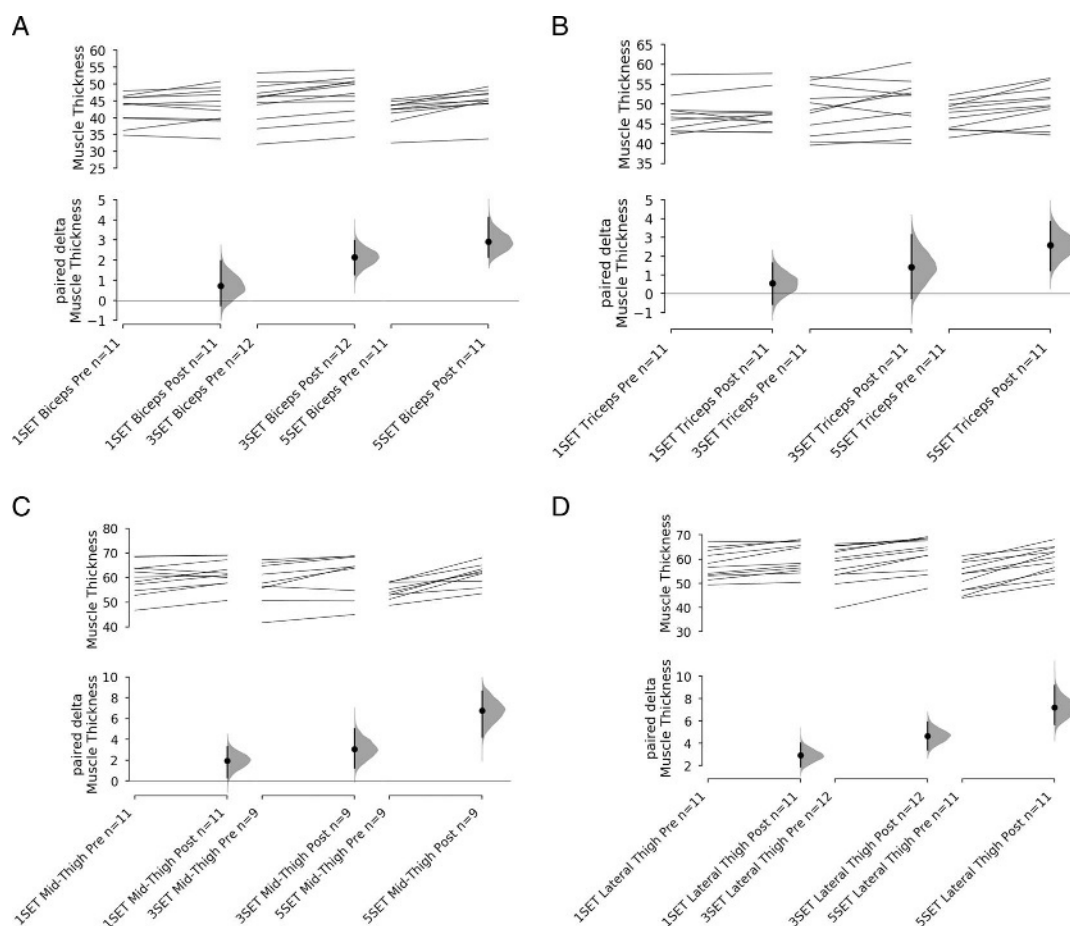 A
Muscle Thickness
60
55
50
45
40
35
30
25
paired delta
Muscle Thickness
5
4
3
2
1
0
−1
1SET Biceps Pre n=11
1SET Biceps Post n=11
3SET Biceps Pre n=12
3SET Biceps Post n=12
5SET Biceps Pre n=11
5SET Biceps Post n=11
B
Muscle Thickness
65
60
55
50
45
40
35
paired delta
Muscle Thickness
5
4
3
2
1
0
−1
1SET Triceps Pre n=11
1SET Triceps Post n=11
3SET Triceps Pre n=11
3SET Triceps Post n=11
5SET Triceps Pre n=11
5SET Triceps Post n=11
C
Muscle Thickness
80
70
60
50
40
paired delta
Muscle Thickness
10
8
6
4
2
0
1SET Mid-Thigh Pre n=11
1SET Mid-Thigh Post n=11
3SET Mid-Thigh Pre n=9
3SET Mid-Thigh Post n=9
5SET Mid-Thigh Pre n=9
5SET Mid-Thigh Post n=9
D
Muscle Thickness
70
60
50
40
30
paired delta
Muscle Thickness
10
8
6
4
2
1SET Lateral Thigh Pre n=11
1SET Lateral Thigh Post n=11
3SET Lateral Thigh Pre n=12
3SET Lateral Thigh Post n=12
5SET Lateral Thigh Pre n=11
5SET Lateral Thigh Post n=11